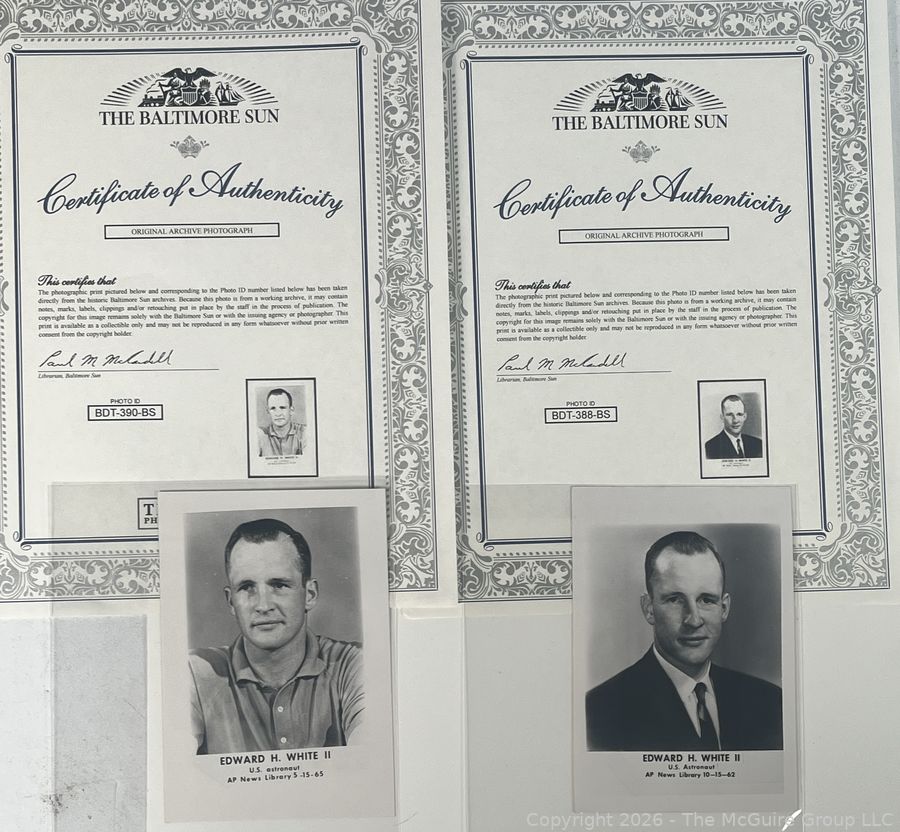 THE BALTIMORE SUN
Certificate of Authenticity
ORIGINAL ARCHIVE PHOTOGRAPH
This certifies that
The photographic print pictured below and corresponding to the Photo ID number listed below has been taken
directly from the historic Baltimore Sun archives. Because this photo is from a working archive, it may contain
notes, marks, labels, clippings and/or retouching put in place by the staff in the process of publication. The
copyright for this image remains solely with the Baltimore Sun or with the issuing agency or photographer. This
print is available as a collectible only and may not be reproduced in any form whatsoever without prior written
consent from the copyright holder.
Librarian, Baltimore Sun
PHOTO ID
BDT-390-BS
EDWARD H. WHITE II
EDWARD H. WHITE II
U.S. astronaut
AP News Library 5-15-65
THE BALTIMORE SUN
Certificate of Authenticity
ORIGINAL ARCHIVE PHOTOGRAPH
This certifies that
The photographic print pictured below and corresponding to the Photo ID number listed below has been taken
directly from the historic Baltimore Sun archives. Because this photo is from a working archive, it may contain
notes, marks, labels, clippings and/or retouching put in place by the staff in the process of publication. The
copyright for this image remains solely with the Baltimore Sun or with the issuing agency or photographer. This
print is available as a collectible only and may not be reproduced in any form whatsoever without prior written
consent from the copyright holder.
Librarian, Baltimore Sun
PHOTO ID
BDT-388-BS
EDWARD H. WHITE II
EDWARD H. WHITE II
U.S. Astronaut
AP News Library 10-15-62
Copyright 2026 - The McGuire Group LLC